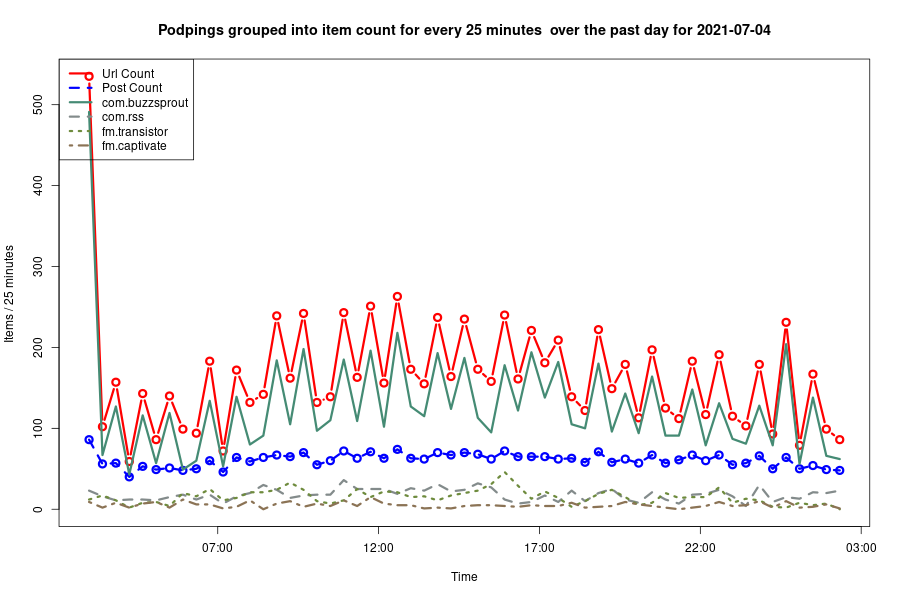 Podpings grouped into item count for every 25 minutes  over the past day for 2021-07-04
Url Count
Post Count
com.buzzsprout
com.rss
fm.transistor
fm.captivate
Items / 25 minutes
500
400
300
200
100
0
07:00 12:00 17:00 22:00 03:00
Time